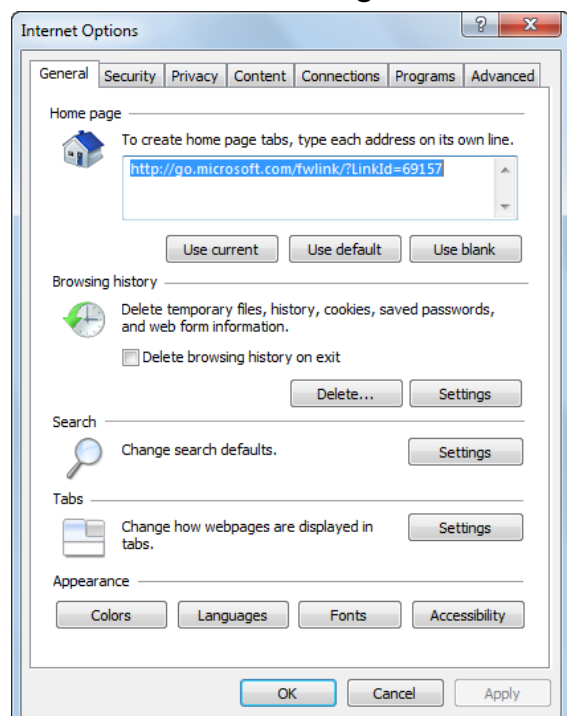 Internet Options
General Security Privacy Content Connections Programs Advanced
Home page
To create home page tabs, type each address on its own line.
http://go.microsoft.com/fwlink/?LinkId=69157
Use current Use default Use blank
Browsing history
Delete temporary files, history, cookies, saved passwords,
and web form information.
Delete browsing history on exit
Delete... Settings
Search
Change search defaults. Settings
Tabs
Change how webpages are displayed in Settings
tabs.
Appearance
Colors Languages Fonts Accessibility
OK Cancel Apply